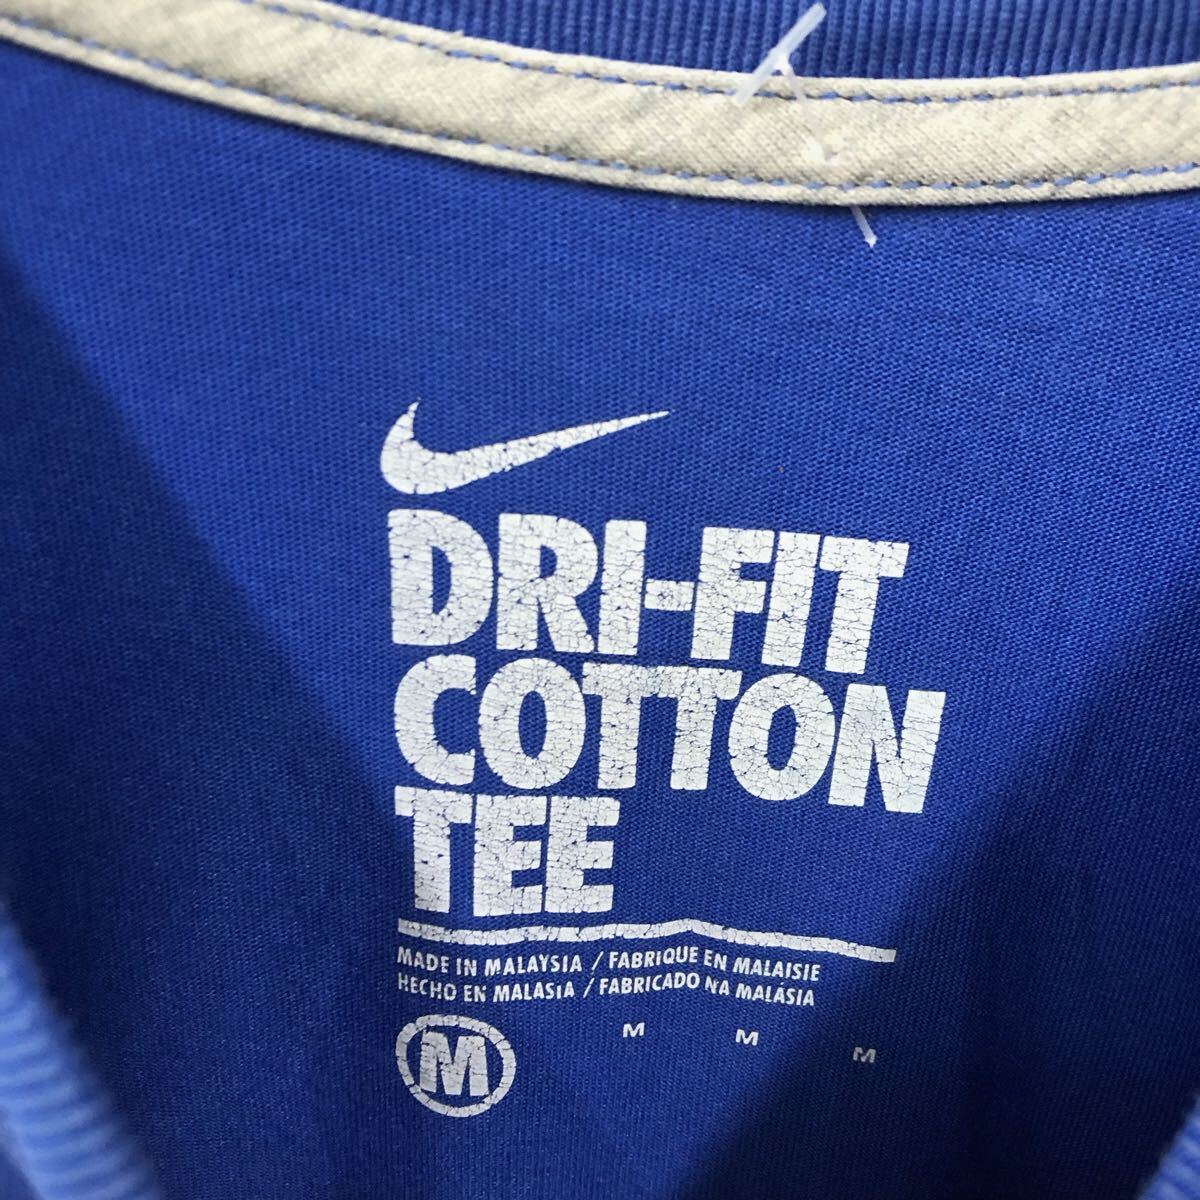 DRI-FIT
COTTON
TEE
MADE IN MALAYSIA / FABRIQUE EN MALAISIE
HECHO EN MALASIA / FABRICADO NA MALÁSIA
M M M M